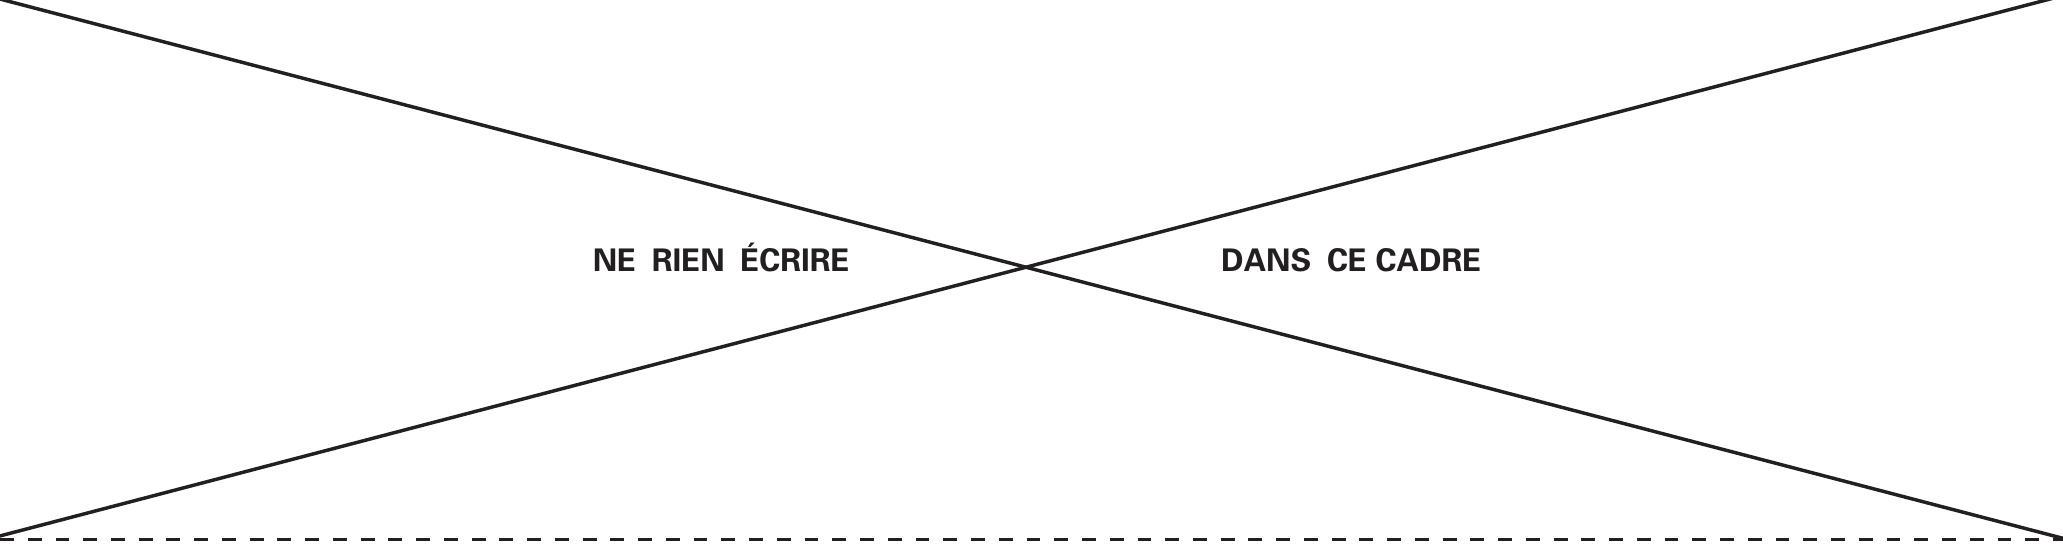 NE RIEN ÉCRIRE DANS CE CADRE